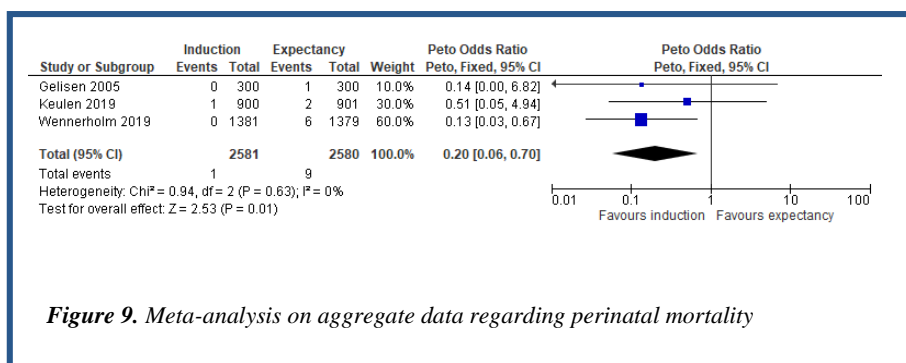 Induction Expectancy Peto Odds Ratio Peto Odds Ratio
Study or Subgroup Events Total Events Total Weight Peto, Fixed, 95% CI Peto, Fixed, 95% CI
Gelisen 2005 0 300 1 300 10.0% 0.14 [0.00, 6.82]
Keulen 2019 1 900 2 901 30.0% 0.51 [0.05, 4.94]
Wennerholm 2019 0 1381 6 1379 60.0% 0.13 [0.03, 0.67]
Total (95% CI) 2581 2580 100.0% 0.20 [0.06, 0.70]
Total events 1 9
Heterogeneity: Chi² = 0.94, df = 2 (P = 0.63); I² = 0%
Test for overall effect: Z = 2.53 (P = 0.01)
0.01 0.1 1 10 100
Favours induction Favours expectancy
Figure 9. Meta-analysis on aggregate data regarding perinatal mortality